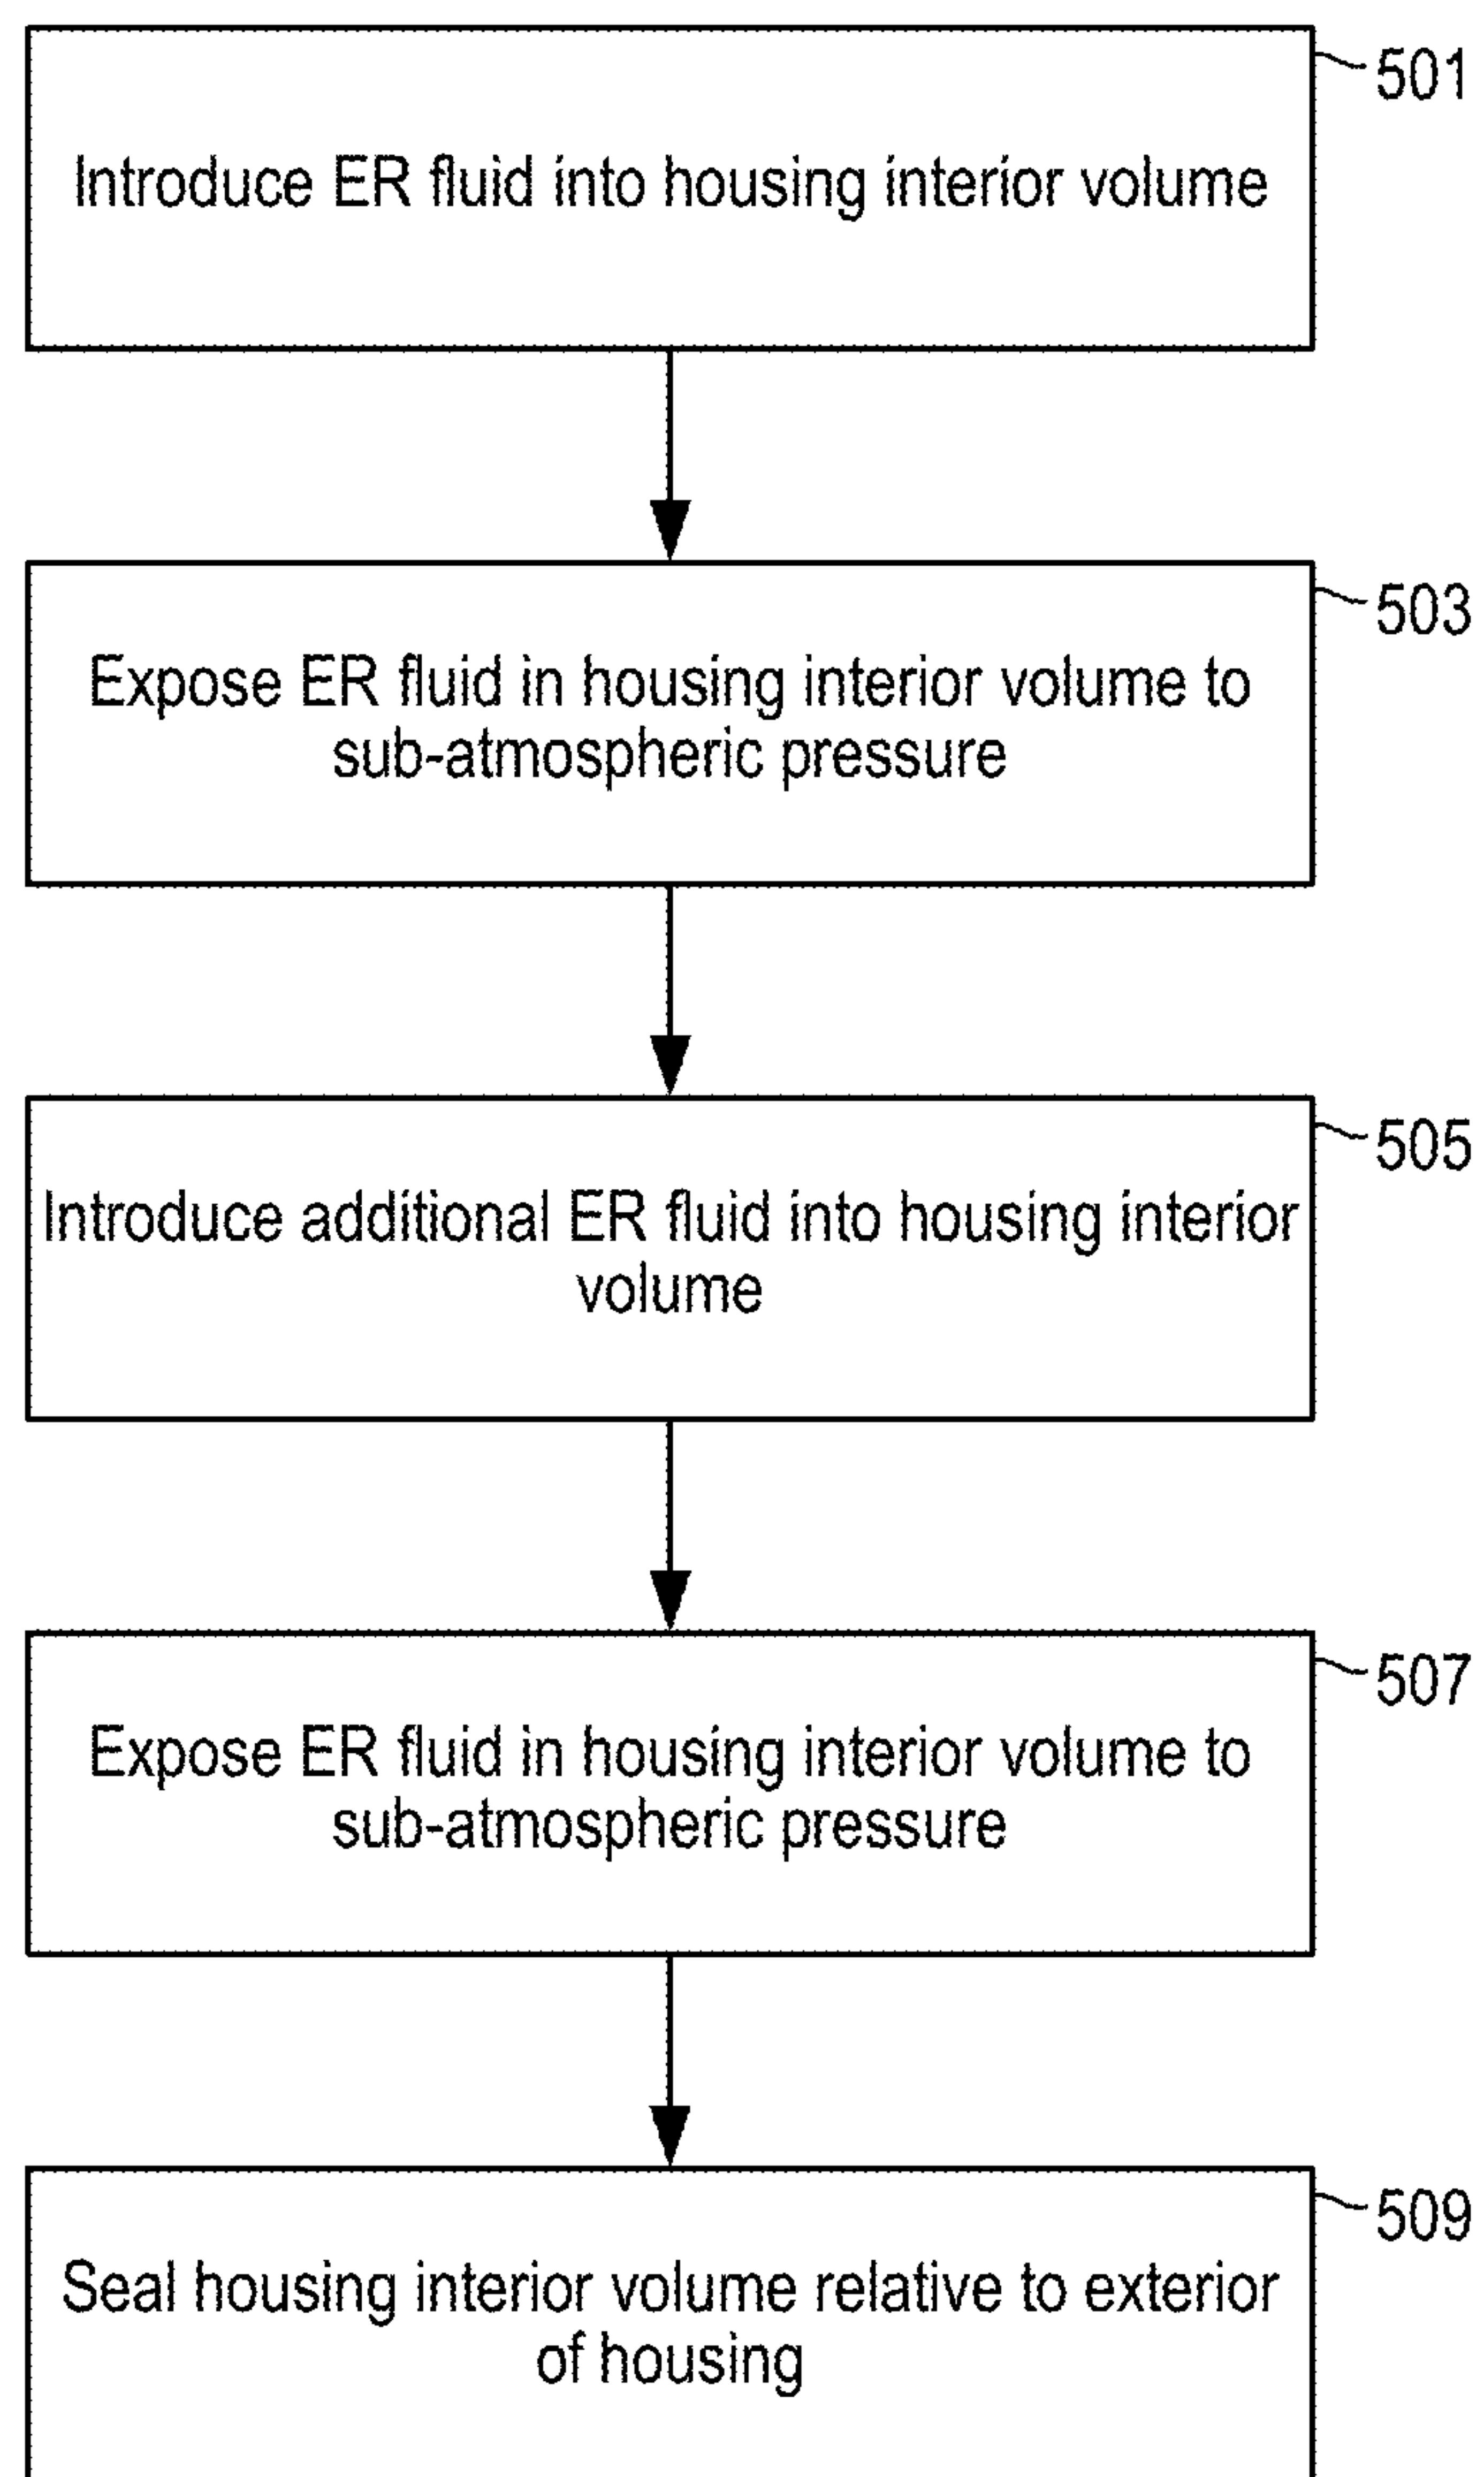 501
Introduce ER fluid into housing interior volume
503
Expose ER fluid in housing interior volume to
sub-atmospheric pressure
505
Introduce additional ER fluid into housing interior
volume
507
Expose ER fluid in housing interior volume to
sub-atmospheric pressure
509
Seal housing interior volume relative to exterior
of housing